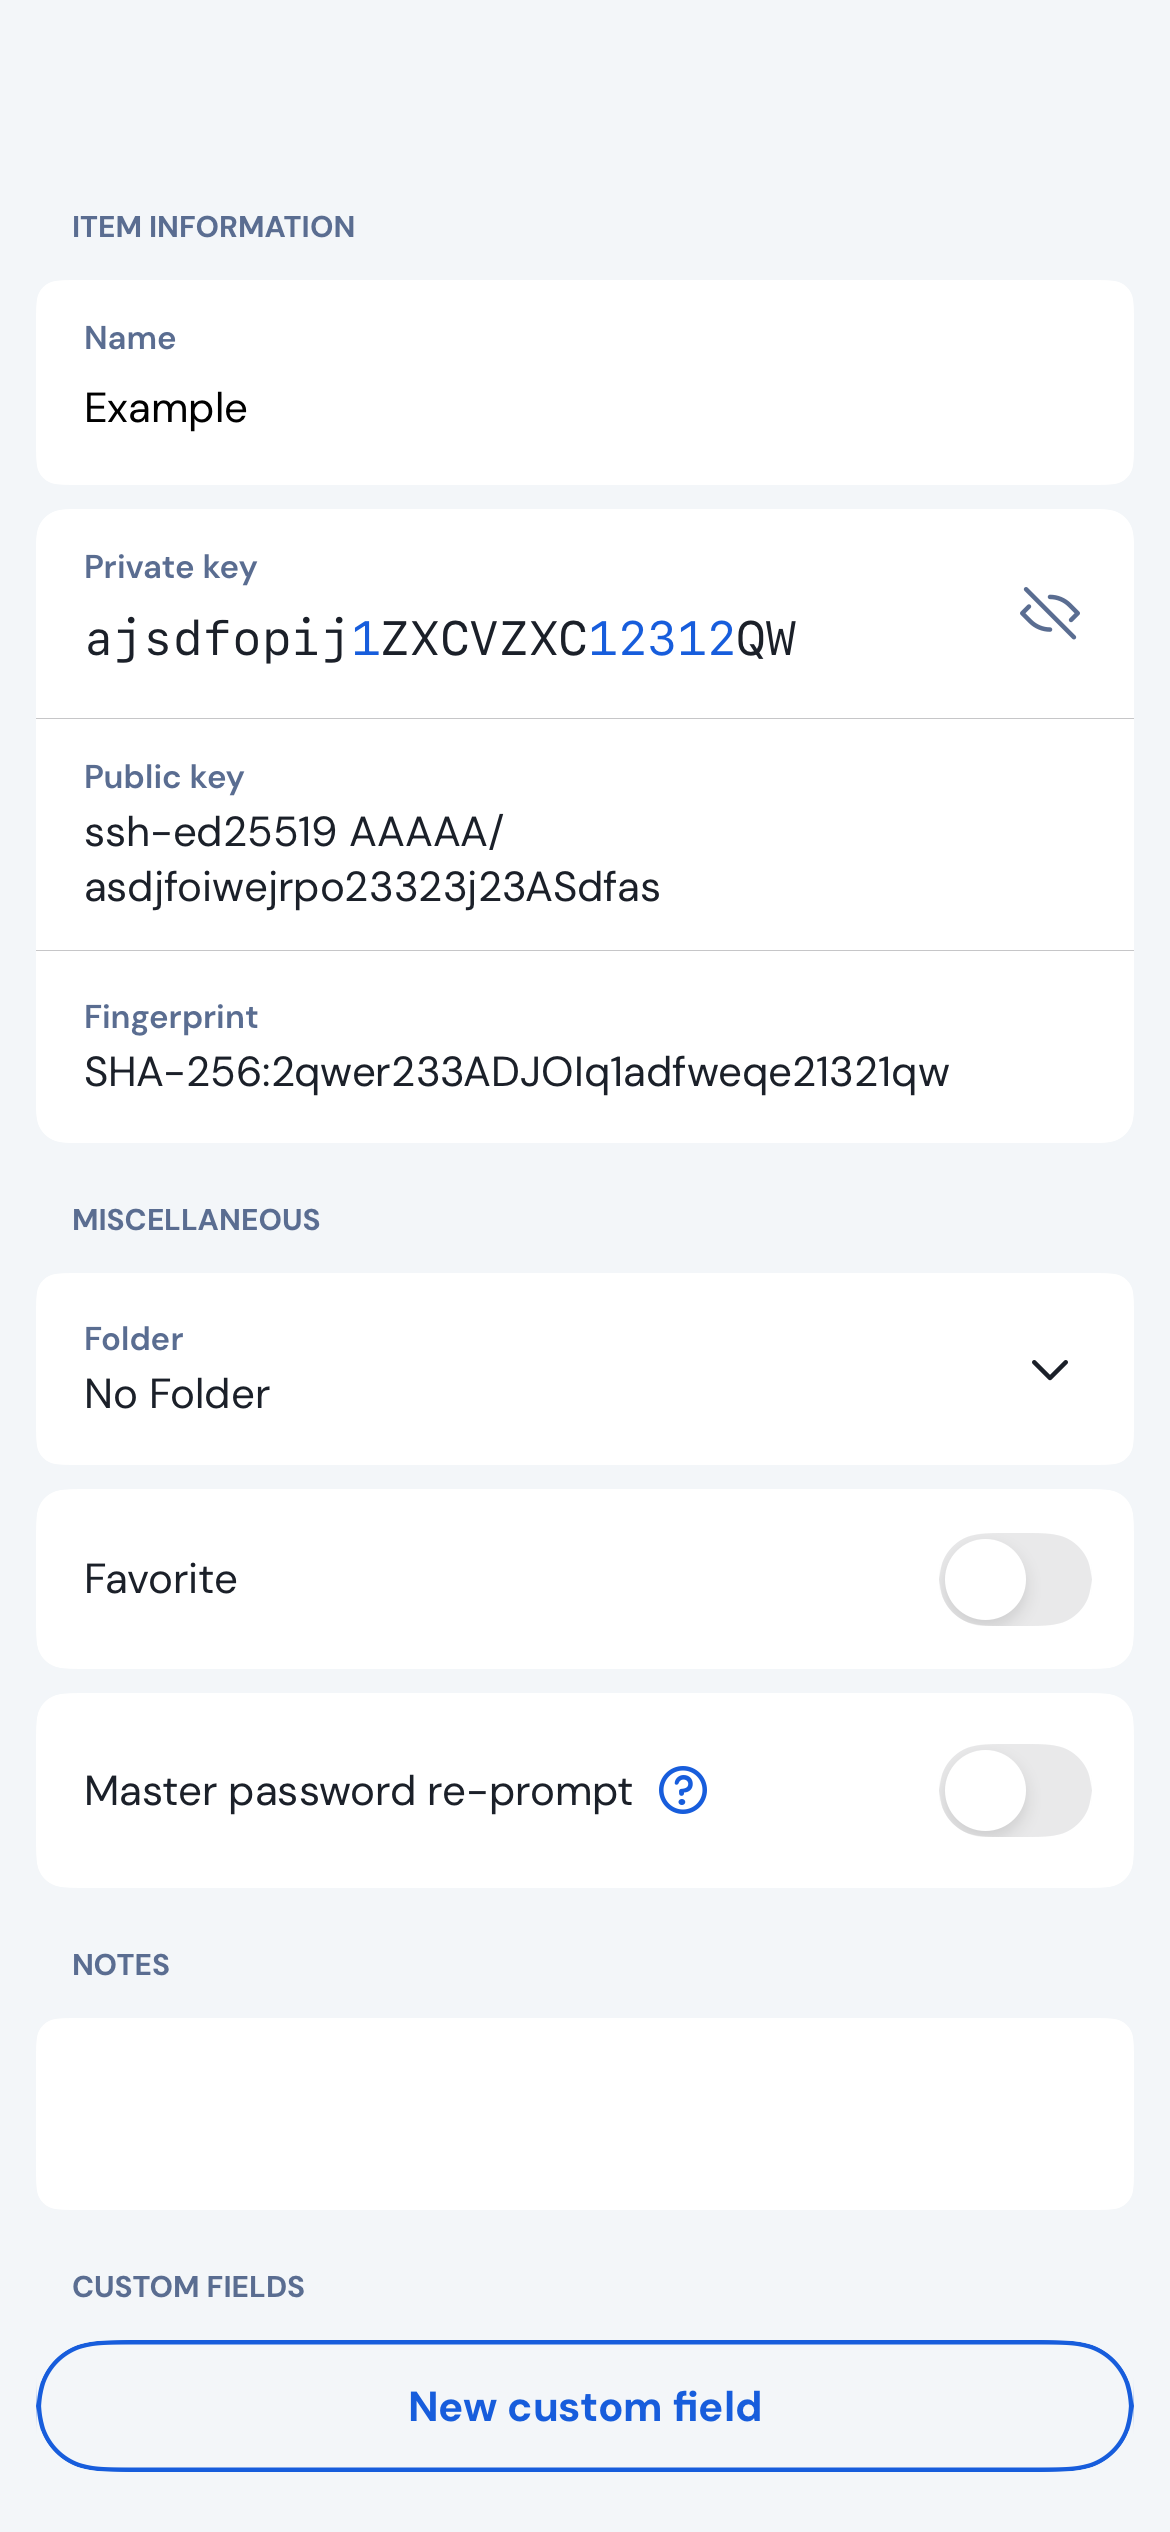 ITEM INFORMATION
Name
Example
Private key
ajsdfopij1ZXCVZXC12312QW
Public key
ssh-ed25519 AAAAA/
asdjfoiwejrpo23323j23ASdfas
Fingerprint
SHA-256:2qwer233ADJOIq1adfweqe21321qw
MISCELLANEOUS
Folder
No Folder
Favorite
Master password re-prompt
NOTES
CUSTOM FIELDS
New custom field